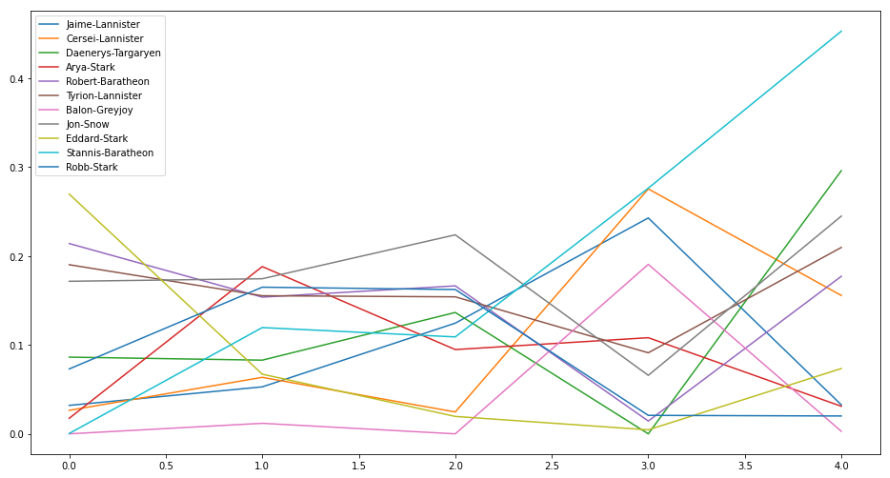 Jaime-Lannister
Cersei-Lannister
Daenerys-Targaryen
Arya-Stark
Robert-Baratheon
Tyrion-Lannister
Balon-Greyjoy
Jon-Snow
Eddard-Stark
Stannis-Baratheon
Robb-Stark
0.4
0.3
0.2
0.1
0.0
0.0 0.5 1.0 1.5 2.0 2.5 3.0 3.5 4.0